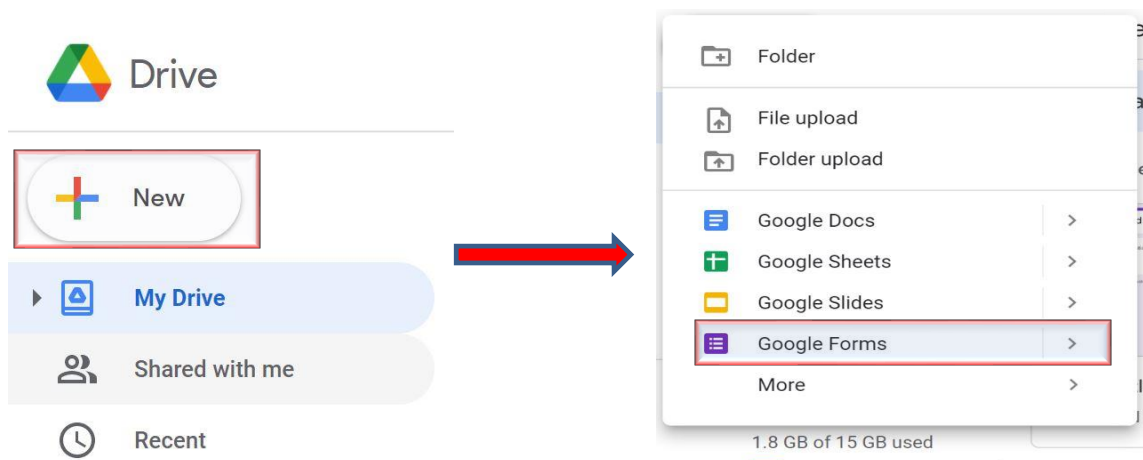 Drive
New
My Drive
Shared with me
Recent
Folder
File upload
Folder upload
Google Docs
Google Sheets
Google Slides
Google Forms
More
1.8 GB of 15 GB used